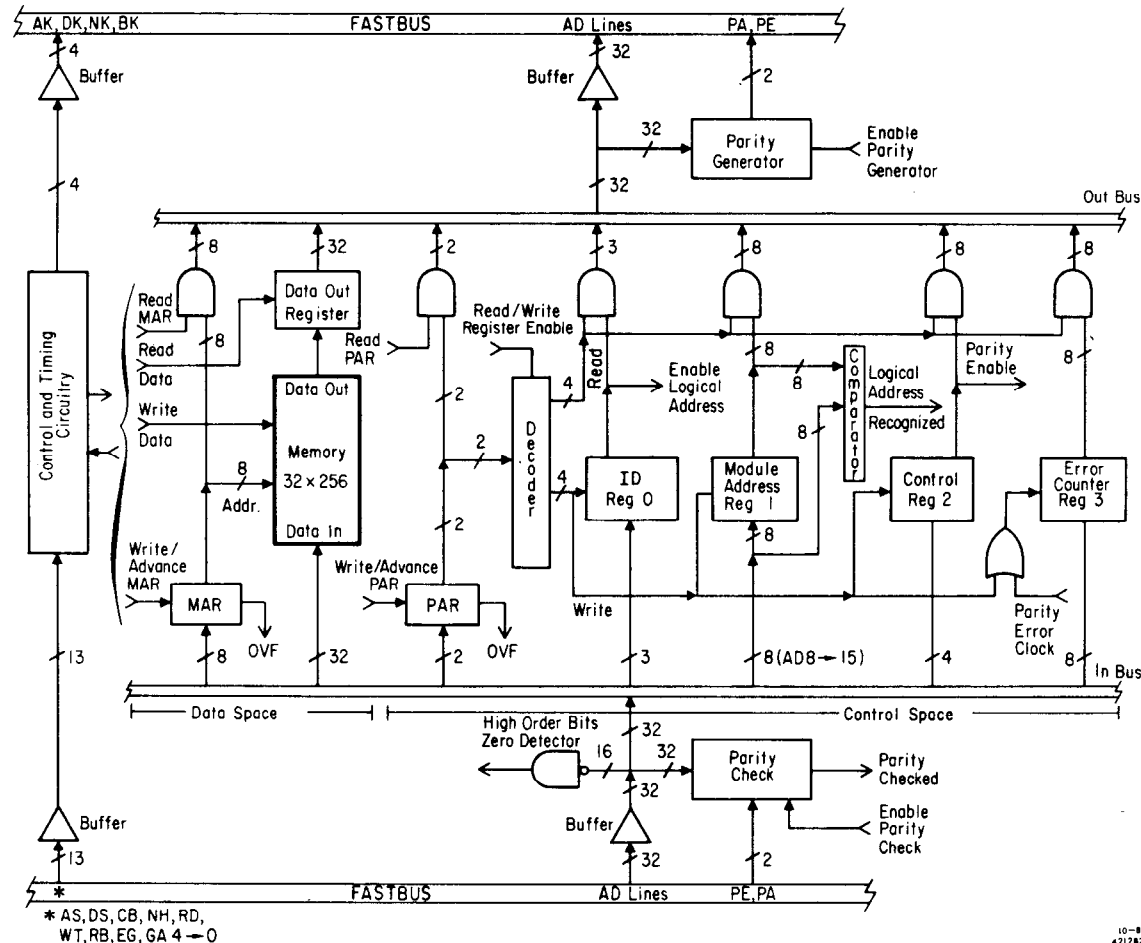 AK, DK, NK, BK FASTBUS AD Lines PA, PE
4 32 2
Buffer Buffer
32 Parity Generator Enable Parity Generator
4 32
Out Bus
8 32 2 3 8 8 8
Control and Timing Circuitry
Read MAR
8
Data Out Register
Read Data
Read PAR
Read/Write Register Enable
Read
4
Enable Logical Address
8
8
Comparator
Logical Address Recognized
Parity Enable
8
Write Data
Data Out
Memory
32 x 256
Data In
8
Addr.
2
2
2
Decoder
4
ID Reg 0
Module Address Reg 1
8
8
Control Reg 2
Error Counter Reg 3
Write/Advance MAR
MAR
OVF
Write/Advance PAR
PAR
OVF
Write
Parity Error Clock
13 8 32 2 3 8 (AD8 → 15) 4 8
In Bus
Data Space Control Space
High Order Bits Zero Detector
32
16 32
Parity Check
Parity Checked
32
Buffer Buffer
Enable Parity Check
13 32 2
* FASTBUS AD Lines PE, PA
* AS, DS, CB, NH, RD,
WT, RB, EG, GA 4 → 0